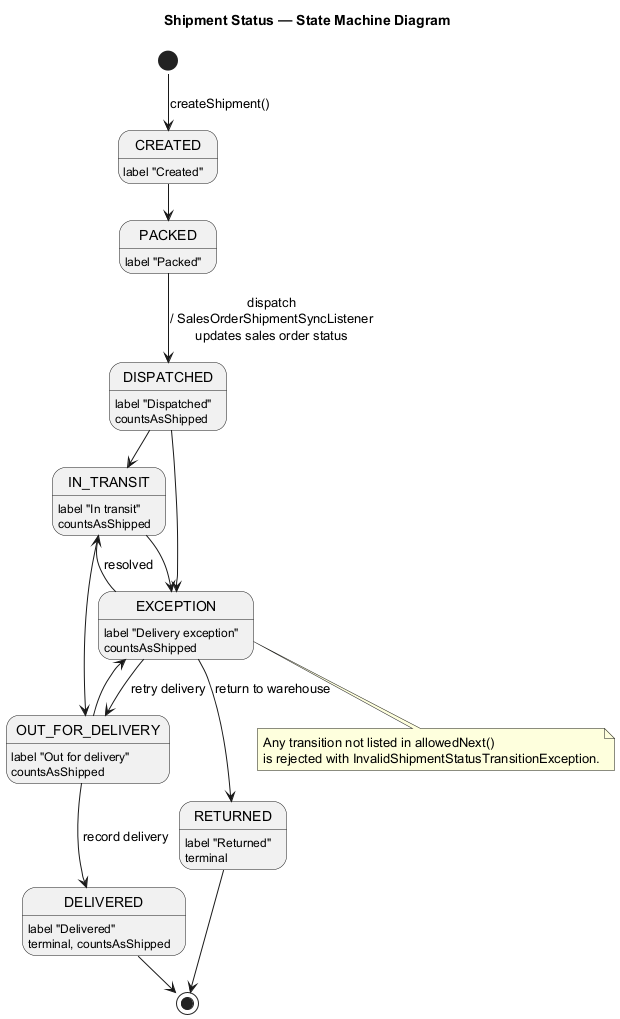 Shipment Status — State Machine Diagram
createShipment()
CREATED
label "Created"
PACKED
label "Packed"
dispatch
/ SalesOrderShipmentSyncListener
updates sales order status
DISPATCHED
label "Dispatched"
countsAsShipped
IN_TRANSIT
label "In transit"
countsAsShipped
resolved
EXCEPTION
label "Delivery exception"
countsAsShipped
retry delivery
return to warehouse
OUT_FOR_DELIVERY
label "Out for delivery"
countsAsShipped
Any transition not listed in allowedNext()
is rejected with InvalidShipmentStatusTransitionException.
RETURNED
label "Returned"
terminal
record delivery
DELIVERED
label "Delivered"
terminal, countsAsShipped